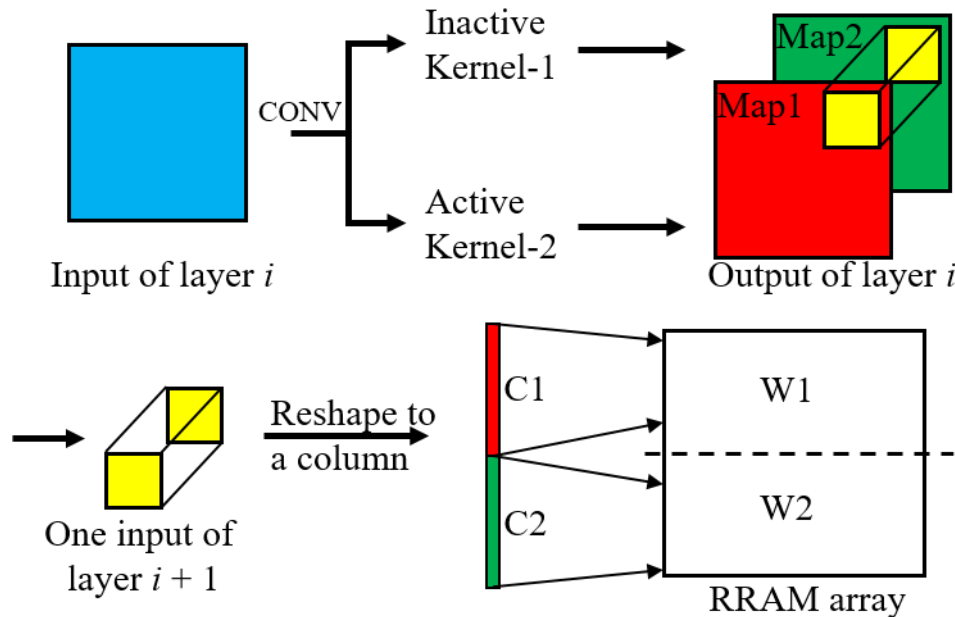 Inactive
Kernel-1
Map2
Map1
CONV
Active
Kernel-2
Input of layer i
Output of layer i
C1
W1
Reshape to
a column
C2
W2
One input of
layer i + 1
RRAM array